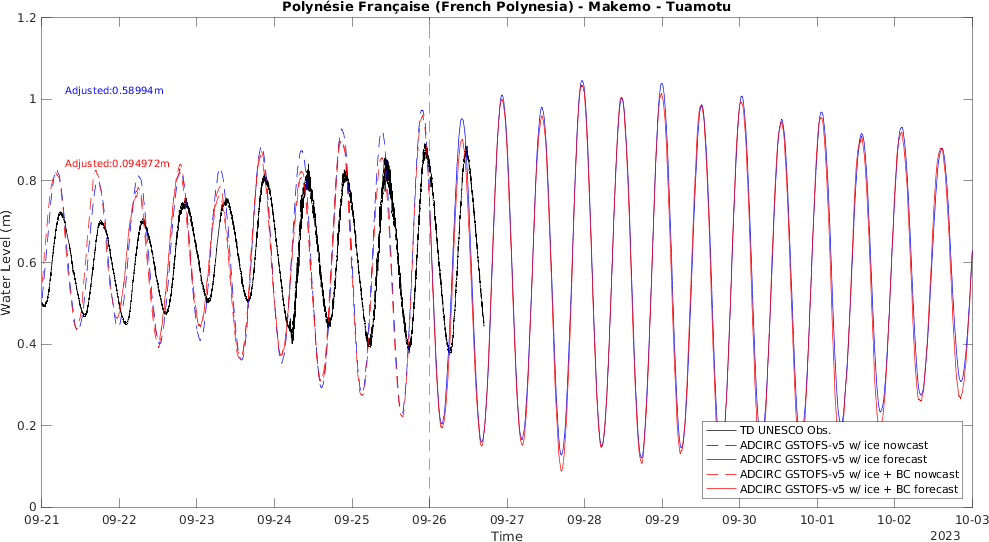 Polynésie Française (French Polynesia) - Makemo - Tuamotu
1.2
1
0.8
0.6
0.4
0.2
0
Water Level (m)
Adjusted:0.58994m
Adjusted:0.094972m
TD UNESCO Obs.
ADCIRC GSTOFS-v5 w/ ice nowcast
ADCIRC GSTOFS-v5 w/ ice forecast
ADCIRC GSTOFS-v5 w/ ice + BC nowcast
ADCIRC GSTOFS-v5 w/ ice + BC forecast
09-21 09-22 09-23 09-24 09-25 09-26 09-27 09-28 09-29 09-30 10-01 10-02 10-03
Time
2023